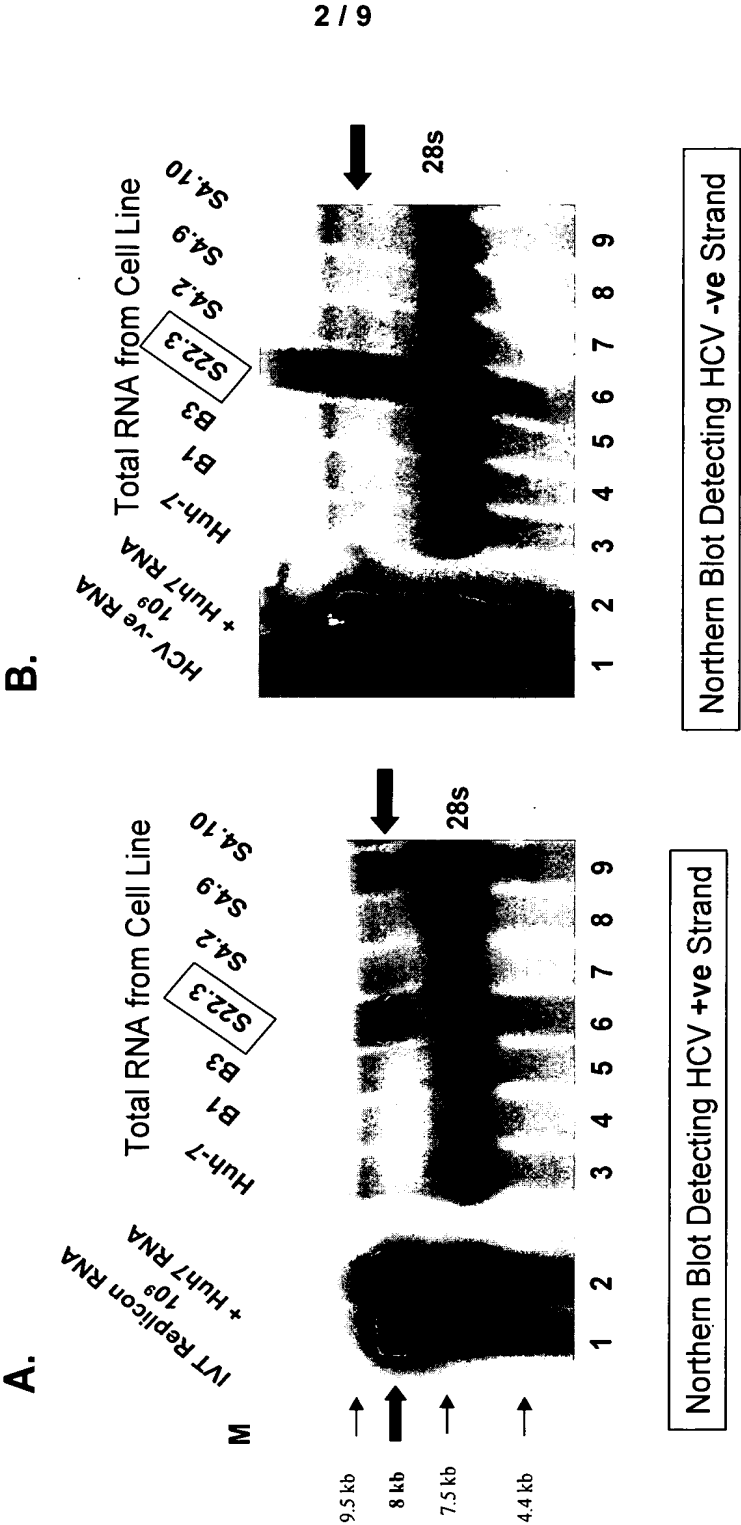 2 / 9
A.
IVT Replicon RNA
10⁹
+ Huh7 RNA
Total RNA from Cell Line
Huh-7
B1
B3
S22.3
S4.2
S4.9
S4.10
M
9.5 kb
8 kb
7.5 kb
4.4 kb
28s
1 2 3 4 5 6 7 8 9
Northern Blot Detecting HCV +ve Strand
B.
HCV -ve RNA
10⁹
+ Huh7 RNA
Total RNA from Cell Line
Huh-7
B1
B3
S22.3
S4.2
S4.9
S4.10
28s
1 2 3 4 5 6 7 8 9
Northern Blot Detecting HCV -ve Strand